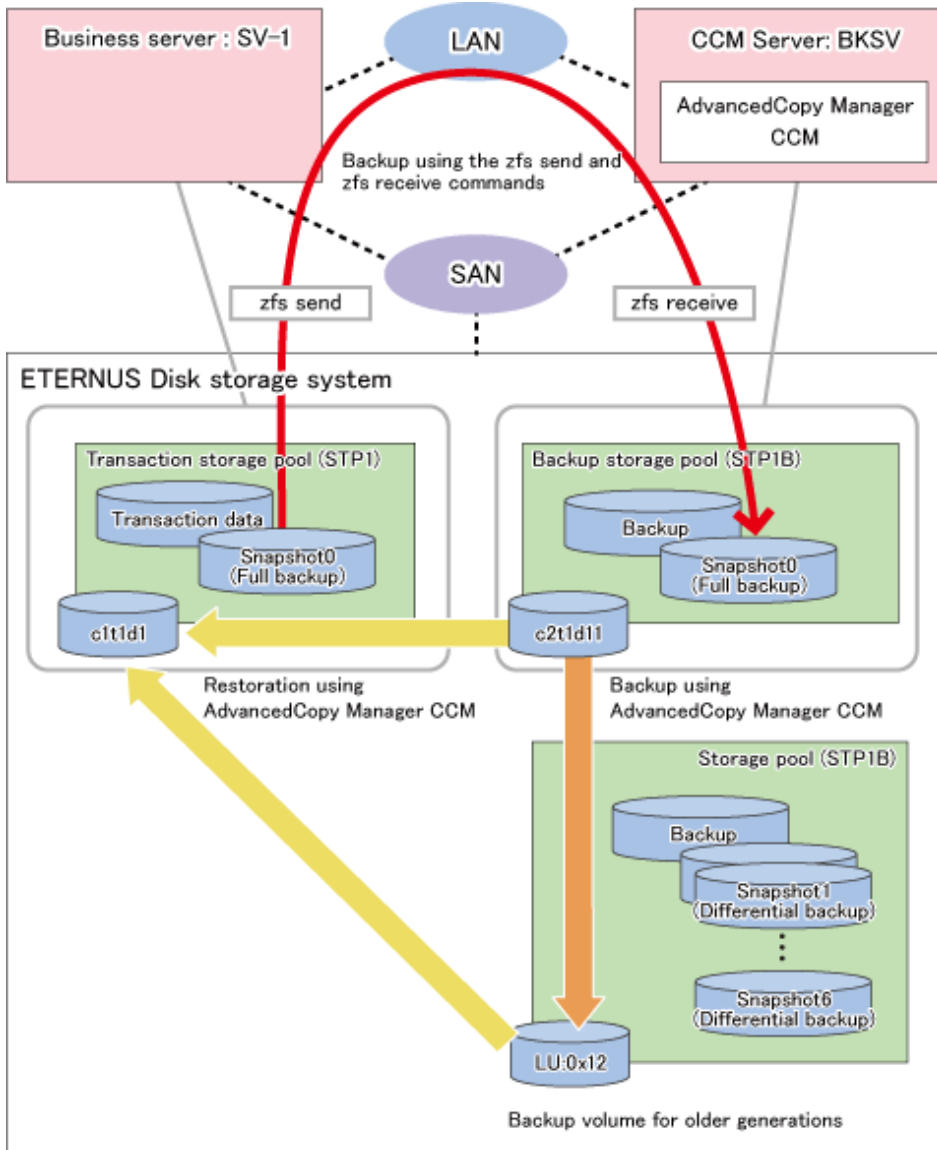 Business server : SV-1
LAN
CCM Server: BKSV
AdvancedCopy Manager
CCM
Backup using the zfs send and
zfs receive commands
SAN
zfs send
zfs receive
ETERNUS Disk storage system
Transaction storage pool (STP1)
Transaction data
Snapshot0
(Full backup)
c1t1d1
Backup storage pool (STP1B)
Backup
Snapshot0
(Full backup)
c2t1d11
Restoration using
AdvancedCopy Manager CCM
Backup using
AdvancedCopy Manager CCM
Storage pool (STP1B)
Backup
Snapshot1
(Differential backup)
Snapshot6
(Differential backup)
LU:0x12
Backup volume for older generations